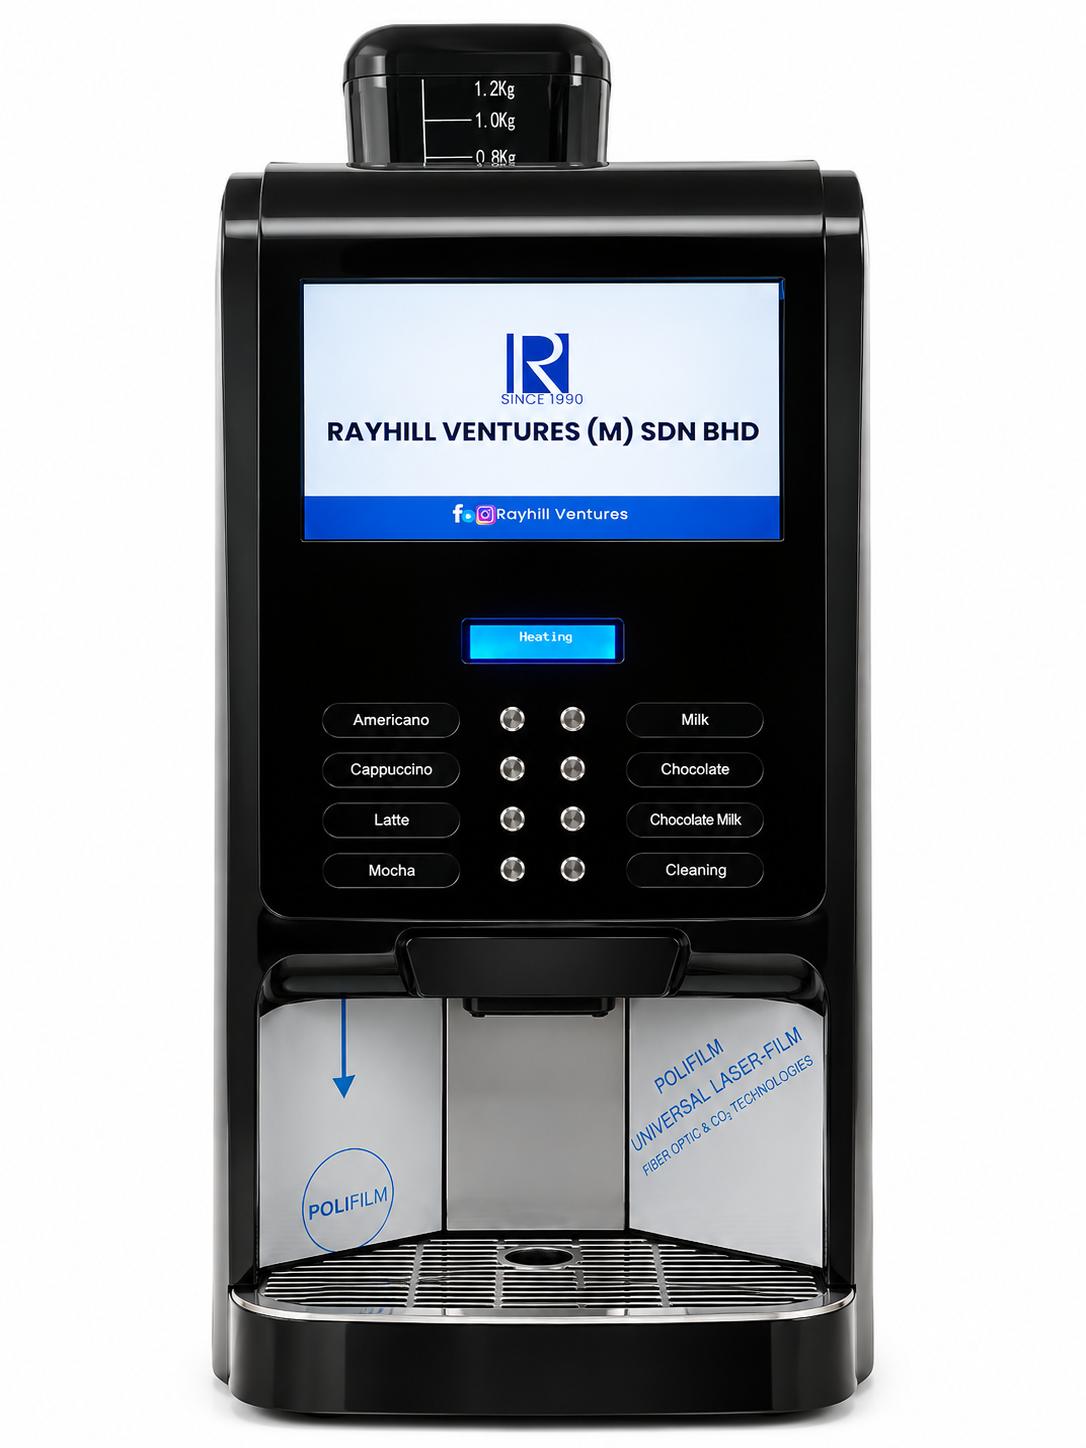 1.2Kg
1.0Kg
0.8Kg
R
SINCE 1990
RAYHILL VENTURES (M) SDN BHD
Rayhill Ventures
Heating
Americano
Milk
Cappuccino
Chocolate
Latte
Chocolate Milk
Mocha
Cleaning
POLIFILM
POLIFILM
UNIVERSAL LASER-FILM
FIBER OPTIC & CO₂ TECHNOLOGIES